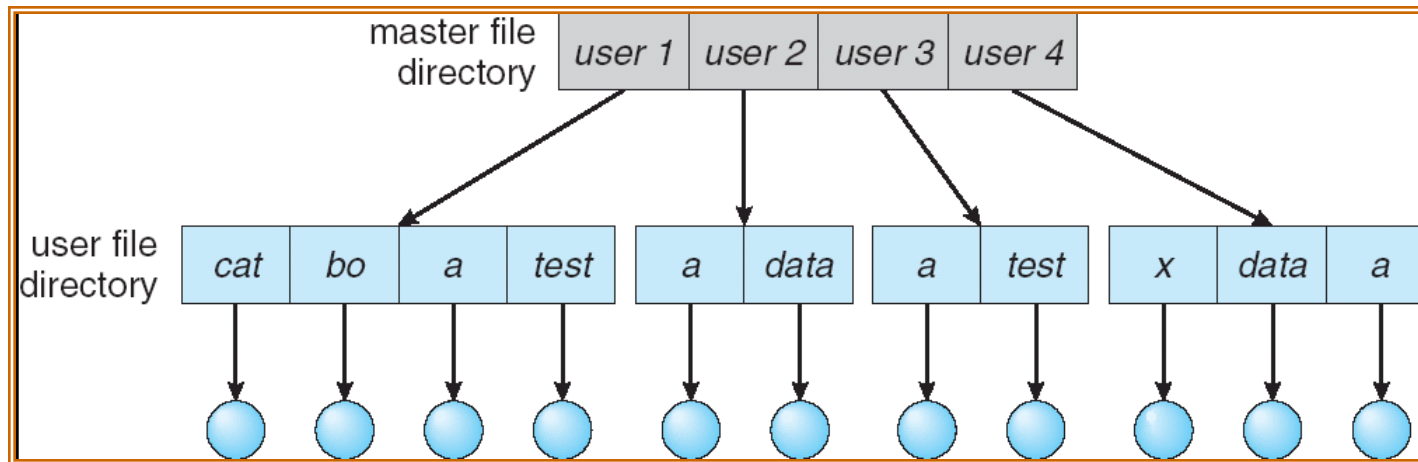 master file
directory
user 1 user 2 user 3 user 4
user file
directory
cat bo a test a data a test x data a